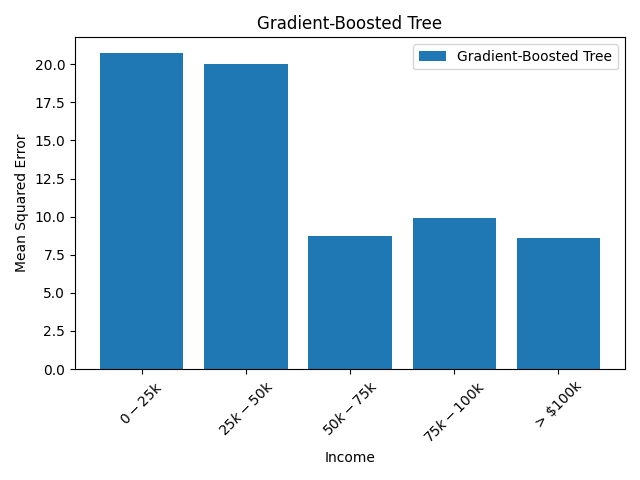 Gradient-Boosted Tree
Gradient-Boosted Tree
Mean Squared Error
20.0
17.5
15.0
12.5
10.0
7.5
5.0
2.5
0.0
0-25k
25k-50k
50k-75k
75k-100k
> $100k
Income